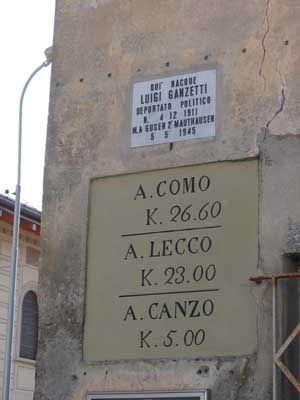 QUI' NACQUE
LUIGI GANZETTI
DEPORTATO POLITICO
N. 4 12 1911
M.A GUSEN 2° MAUTHAUSEN
5 5 1945
A. COMO
K. 26.60
A. LECCO
K. 23.00
A. CANZO
K. 5.00